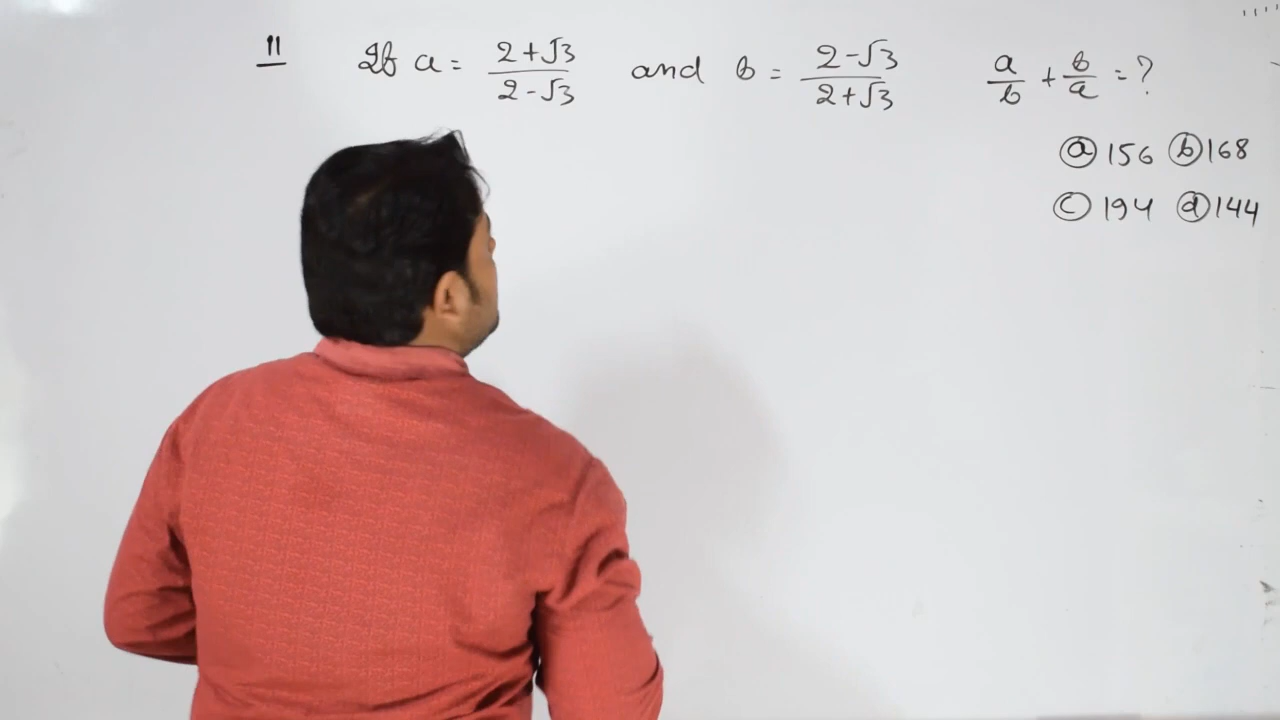 11 If a = 2+√3 / 2-√3 and b = 2-√3 / 2+√3 a/b + b/a = ?
(a) 156 (b) 168
(c) 194 (d) 144